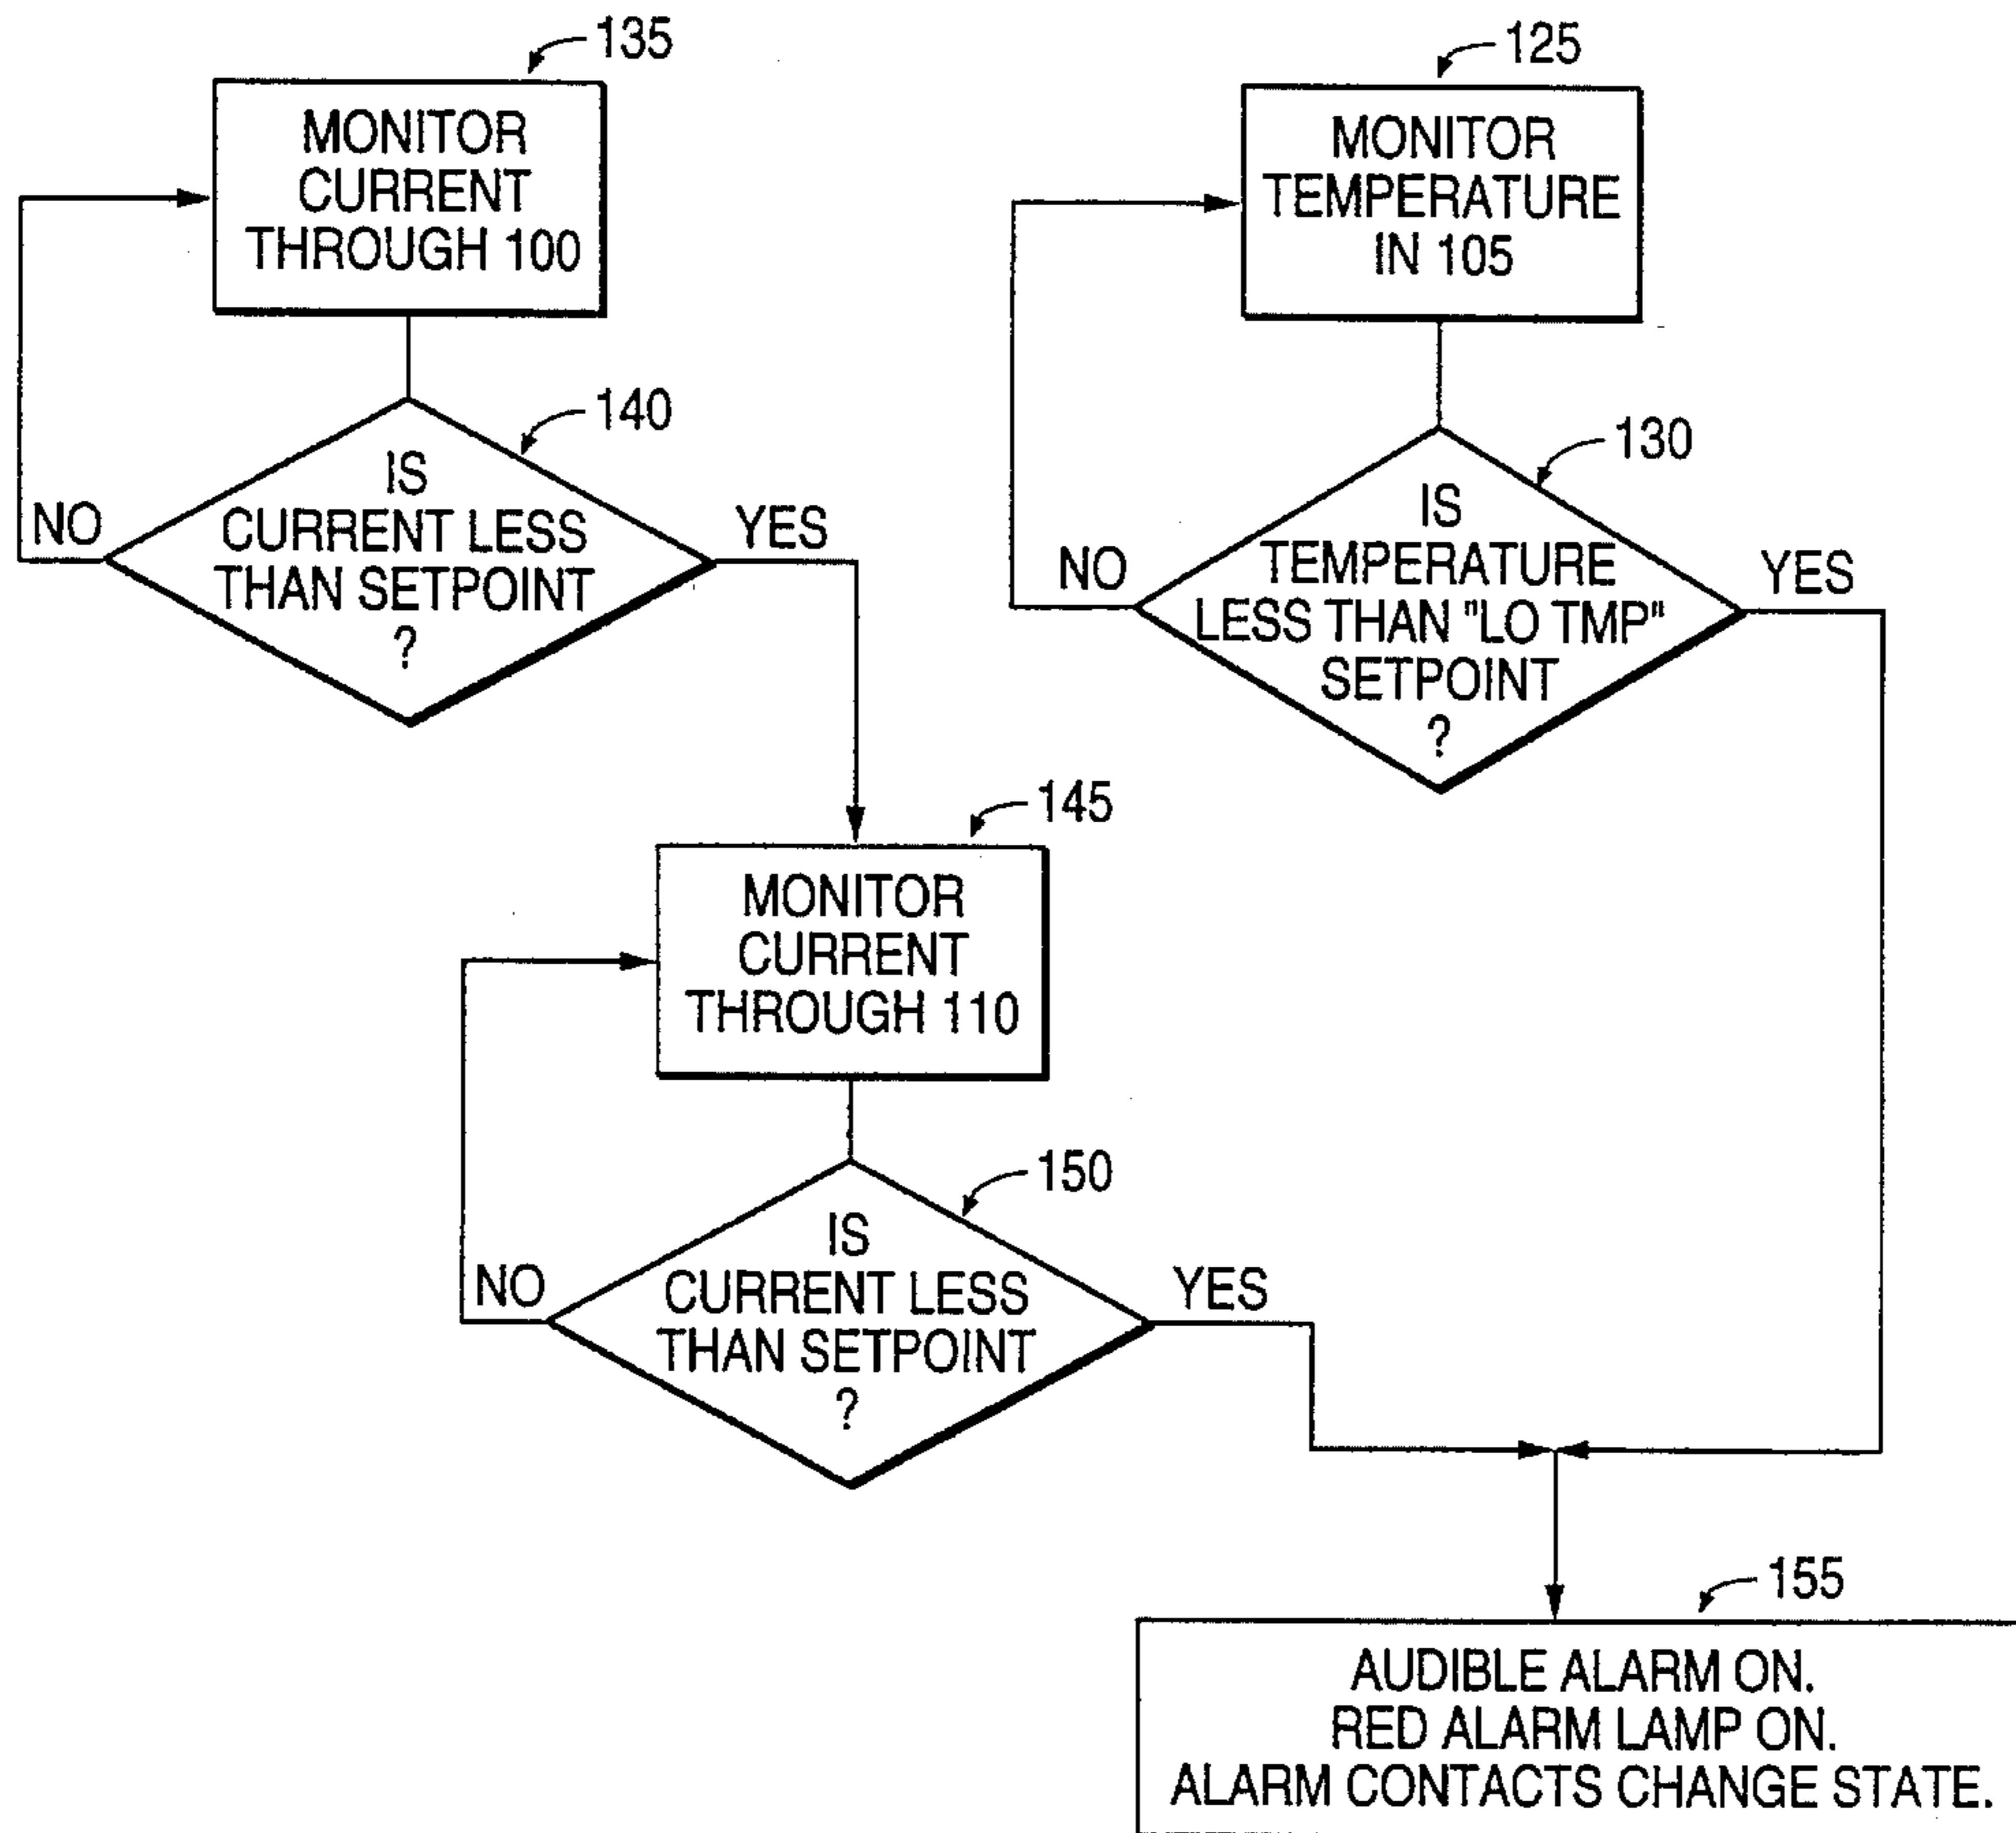 135
MONITOR
CURRENT
THROUGH 100
140
IS
CURRENT LESS
THAN SETPOINT
?
NO
YES
125
MONITOR
TEMPERATURE
IN 105
130
IS
TEMPERATURE
LESS THAN "LO TMP"
SETPOINT
?
NO
YES
145
MONITOR
CURRENT
THROUGH 110
150
IS
CURRENT LESS
THAN SETPOINT
?
NO
YES
155
AUDIBLE ALARM ON.
RED ALARM LAMP ON.
ALARM CONTACTS CHANGE STATE.